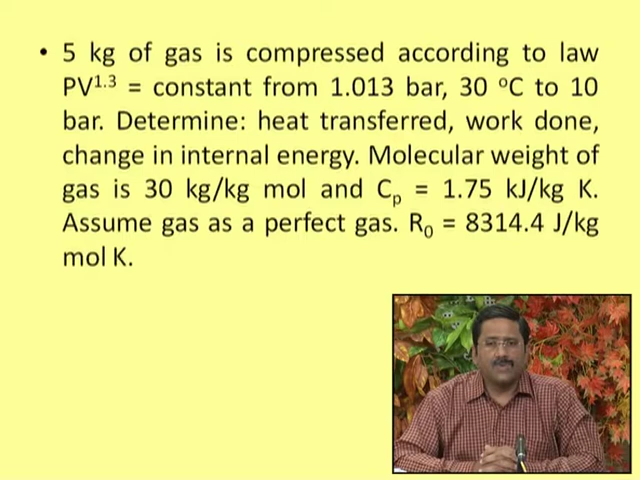 • 5 kg of gas is compressed according to law
PV^1.3 = constant from 1.013 bar, 30 °C to 10
bar. Determine: heat transferred, work done,
change in internal energy. Molecular weight of
gas is 30 kg/kg mol and Cₚ = 1.75 kJ/kg K.
Assume gas as a perfect gas. R₀ = 8314.4 J/kg
mol K.